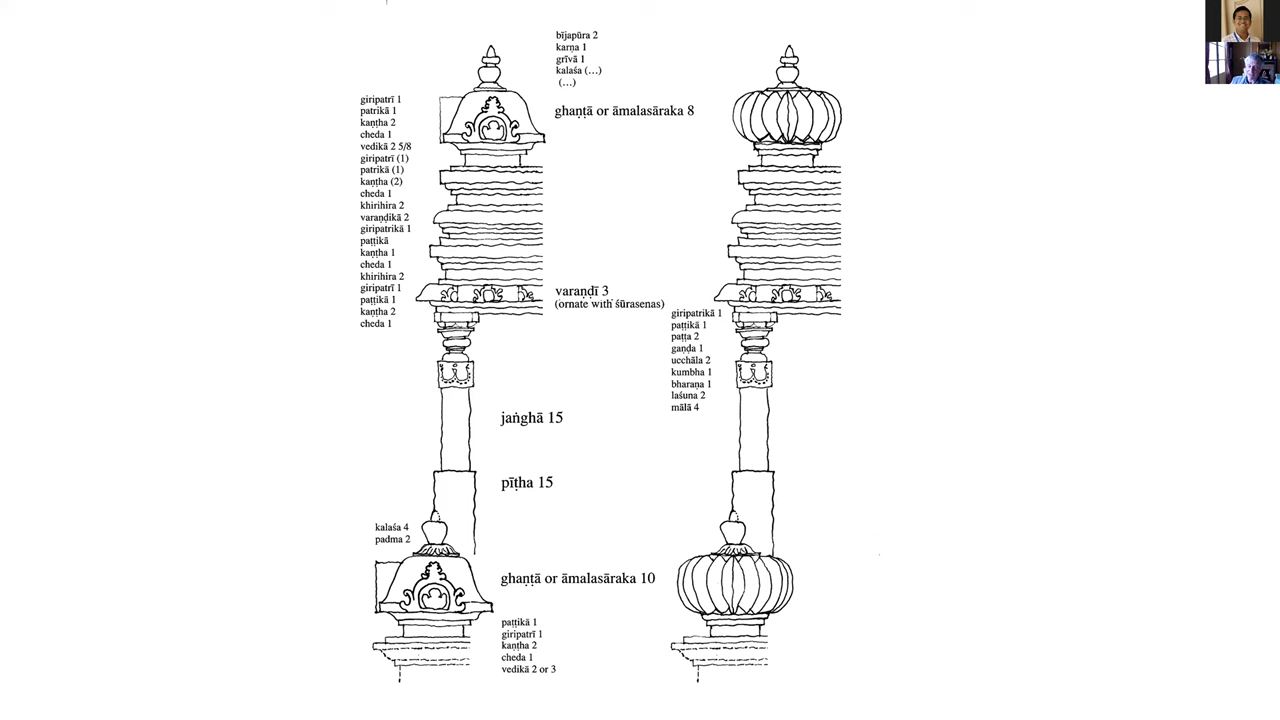 bījapūra 2
karṇa 1
grīvā 1
kalaśa (…)
(…)
ghaṇṭā or āmalasāraka 8
giripatrī 1
patrikā 1
kaṇṭha 2
cheda 1
vedikā 2 5/8
giripatrī (1)
patrikā (1)
kaṇṭha (2)
cheda 1
khirihira 2
varaṇḍikā 2
giripatrikā 1
paṭṭikā
kaṇṭha 1
cheda 1
khirihira 2
giripatrī 1
paṭṭikā 1
kaṇṭha 2
cheda 1
varaṇḍī 3
(ornate with śūrasenas)
giripatrikā 1
paṭṭikā 1
paṭṭa 2
gaṇḍa 1
ucchāla 2
kumbha 1
bharaṇa 1
laśuna 2
mālā 4
jaṅghā 15
pīṭha 15
kalaśa 4
padma 2
ghaṇṭā or āmalasāraka 10
paṭṭikā 1
giripatrī 1
kaṇṭha 2
cheda 1
vedikā 2 or 3